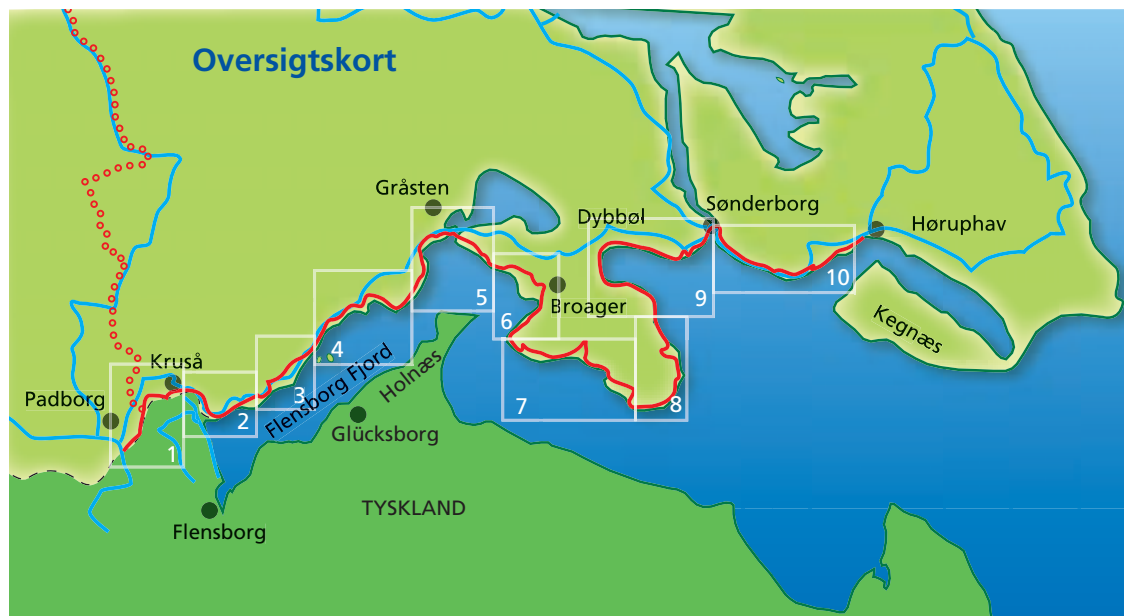 Oversigtskort
Gråsten
Dybbøl
Sønderborg
Høruphav
Broager
Kegnæs
Kruså
Padborg
Flensborg Fjord
Holnæs
Glücksborg
TYSKLAND
Flensborg
1
2
3
4
5
6
7
8
9
10